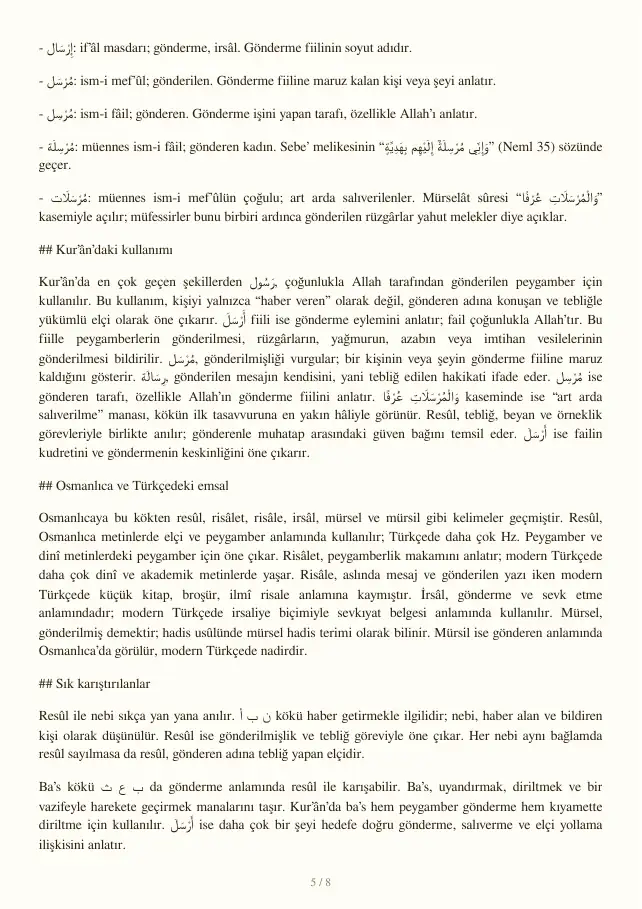 - إِرْسَال: if’âl masdarı; gönderme, irsâl. Gönderme fiilinin soyut adıdır.
- مُرْسَل: ism-i mef’ûl; gönderilen. Gönderme fiiline maruz kalan kişi veya şeyi anlatır.
- مُرْسِل: ism-i fâil; gönderen. Gönderme işini yapan tarafı, özellikle Allah’ı anlatır.
- مُرْسِلَة: müennes ism-i fâil; gönderen kadın. Sebe’ melikesinin “وَإِنِّي مُرْسِلَةٌ إِلَيْهِم بِهَدِيَّةٍ” (Neml 35) sözünde
geçer.
- مُرْسَلَات: müennes ism-i mef’ûlün çoğulu; art arda salıverilenler. Mürselât sûresi “وَالْمُرْسَلَاتِ عُرْفًا”
kasemiyle açılır; müfessirler bunu birbiri ardınca gönderilen rüzgârlar yahut melekler diye açıklar.
## Kur’ân’daki kullanımı
Kur’ân’da en çok geçen şekillerden رَسُول, çoğunlukla Allah tarafından gönderilen peygamber için
kullanılır. Bu kullanım, kişiyi yalnızca “haber veren” olarak değil, gönderen adına konuşan ve tebliğle
yükümlü elçi olarak öne çıkarır. أَرْسَلَ fiili ise gönderme eylemini anlatır; fail çoğunlukla Allah’tır. Bu
fiille peygamberlerin gönderilmesi, rüzgârların, yağmurun, azabın veya imtihan vesilelerinin
gönderilmesi bildirilir. مُرْسَل, gönderilmişliği vurgular; bir kişinin veya şeyin gönderme fiiline maruz
kaldığını gösterir. رِسَالَة, gönderilen mesajın kendisini, yani tebliğ edilen hakikati ifade eder. مُرْسِل ise
gönderen tarafı, özellikle Allah’ın gönderme fiilini anlatır. وَالْمُرْسَلَاتِ عُرْفًا kaseminde ise “art arda
salıverilme” manası, kökün ilk tasavvuruna en yakın hâliyle görünür. Resûl, tebliğ, beyan ve örneklik
görevleriyle birlikte anılır; gönderenle muhatap arasındaki güven bağını temsil eder. أَرْسَلَ ise failin
kudretini ve göndermenin keskinliğini öne çıkarır.
## Osmanlıca ve Türkçedeki emsal
Osmanlıcaya bu kökten resûl, risâlet, risâle, irsâl, mürsel ve mürsil gibi kelimeler geçmiştir. Resûl,
Osmanlıca metinlerde elçi ve peygamber anlamında kullanılır; Türkçede daha çok Hz. Peygamber ve
dinî metinlerdeki peygamber için öne çıkar. Risâlet, peygamberlik makamını anlatır; modern Türkçede
daha çok dinî ve akademik metinlerde yaşar. Risâle, aslında mesaj ve gönderilen yazı iken modern
Türkçede küçük kitap, broşür, ilmî risale anlamına kaymıştır. İrsâl, gönderme ve sevk etme
anlamındadır; modern Türkçede irsaliye biçimiyle sevkıyat belgesi anlamında kullanılır. Mürsel,
gönderilmiş demektir; hadis usûlünde mürsel hadis terimi olarak bilinir. Mürsil ise gönderen anlamında
Osmanlıca’da görülür, modern Türkçede nadirdir.
## Sık karıştırılanlar
Resûl ile nebi sıkça yan yana anılır. ن ب أ kökü haber getirmekle ilgilidir; nebi, haber alan ve bildiren
kişi olarak düşünülür. Resûl ise gönderilmişlik ve tebliğ göreviyle öne çıkar. Her nebi aynı bağlamda
resûl sayılmasa da resûl, gönderen adına tebliğ yapan elçidir.
Ba’s kökü ب ع ث da gönderme anlamında resûl ile karışabilir. Ba’s, uyandırmak, diriltmek ve bir
vazifeyle harekete geçirmek manalarını taşır. Kur’ân’da ba’s hem peygamber gönderme hem kıyamette
diriltme için kullanılır. أَرْسَلَ ise daha çok bir şeyi hedefe doğru gönderme, salıverme ve elçi yollama
ilişkisini anlatır.
5 / 8